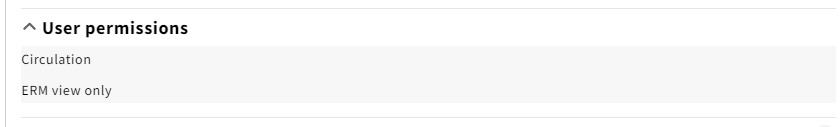 User permissions
Circulation
ERM view only